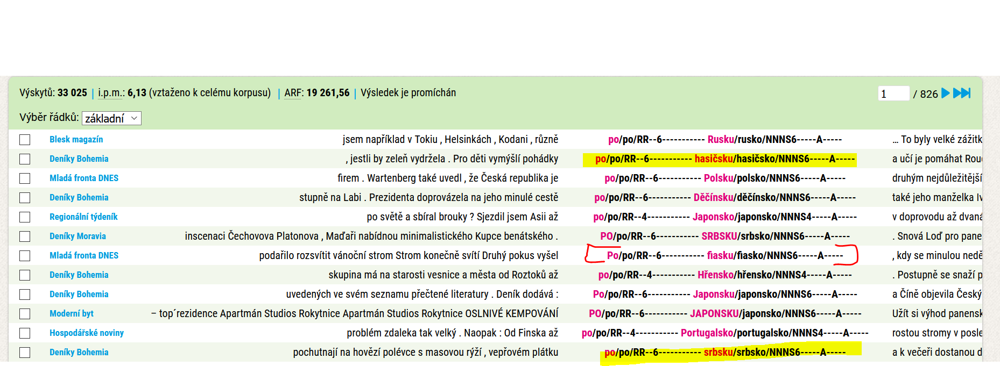 Výskytů: 33 025 | i.p.m.: 6,13 (vztaženo k celému korpusu) | ARF: 19 261,56 | Výsledek je promíchán 1 / 826
Výběr řádků: základní
Blesk magazín jsem například v Tokiu , Helsinkách , Kodani , různě po/po/RR--6----------- Rusku/rusko/NNNS6-----A----- ... To byly velké zážitk
Deníky Bohemia , jestli by zeleň vydržela . Pro děti vymýšlí pohádky po/po/RR--6----------- hasičsku/hasičsko/NNNS6-----A----- a učí je pomáhat Rou
Mladá fronta DNES firem . Wartenberg také uvedl , že Česká republika je po/po/RR--6----------- Polsku/polsko/NNNS6-----A----- druhým nejdůležitější
Deníky Bohemia stupně na Labi . Prezidenta doprovázela na jeho minulé cestě po/po/RR--6----------- Děčínsku/děčínsko/NNNS6-----A----- také jeho manželka Iv
Regionální týdeník po světě a sbíral brouky ? Sjezdil jsem Asii až po/po/RR--4----------- Japonsko/japonsko/NNNS4-----A----- v doprovodu až dvaná
Deníky Moravia inscenaci Čechovova Platonova , Maďaři nabídnou minimalistického Kupce benátského . PO/po/RR--6----------- SRBSKU/srbsko/NNNS6-----A----- . Snová Loď pro pane
Mladá fronta DNES podařilo rozsvítit vánoční strom Strom konečně svítí Druhý pokus vyšel Po/po/RR--6----------- fiasku/fiasko/NNNS6-----A----- , kdy se minulou nedě
Deníky Bohemia skupina má na starosti vesnice a města od Roztoků až po/po/RR--4----------- Hřensko/hřensko/NNNS4-----A----- . Postupně se snaží p
Deníky Bohemia uvedených ve svém seznamu přečtené literatury . Deník dodává : Po/po/RR--6----------- Japonsku/japonsko/NNNS6-----A----- a Číně objevila Český
Moderní byt – top´rezidence Apartmán Studios Rokytnice Apartmán Studios Rokytnice OSLNIVÉ KEMPOVÁNÍ PO/po/RR--6----------- JAPONSKU/japonsko/NNNS6-----A----- Užít si výhod panensk
Hospodářské noviny problém zdaleka tak velký . Naopak : Od Finska až po/po/RR--4----------- Portugalsko/portugalsko/NNNS4-----A----- rostou stromy v posle
Deníky Bohemia pochutnají na hovězí polévce s masovou rýží , vepřovém plátku po/po/RR--6----------- srbsku/srbsko/NNNS6-----A----- a k večeři dostanou d